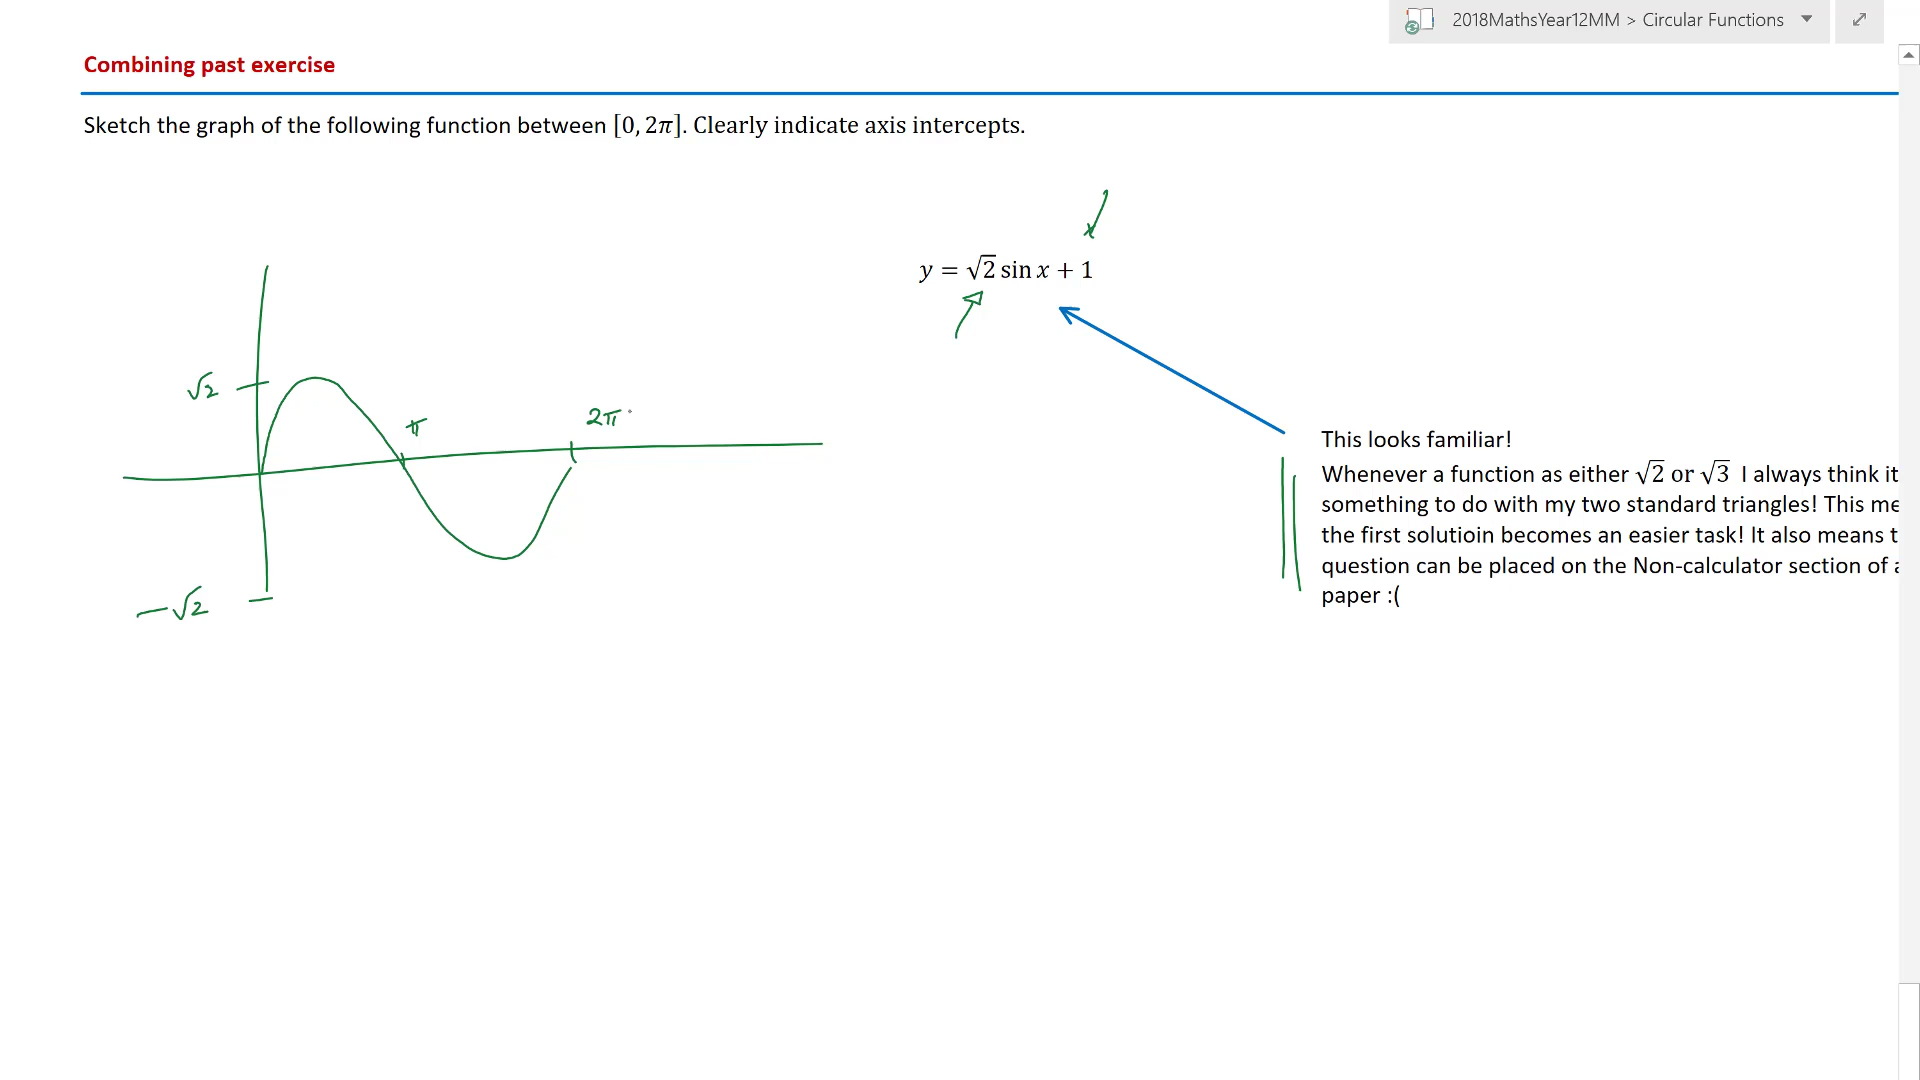 2018MathsYear12MM > Circular Functions
Combining past exercise
Sketch the graph of the following function between [0, 2π]. Clearly indicate axis intercepts.
y = √2 sin x + 1
√2
π
2π
−√2
This looks familiar!
Whenever a function as either √2 or √3 I always think it
something to do with my two standard triangles! This me
the first solutioin becomes an easier task! It also means t
question can be placed on the Non-calculator section of a
paper :(